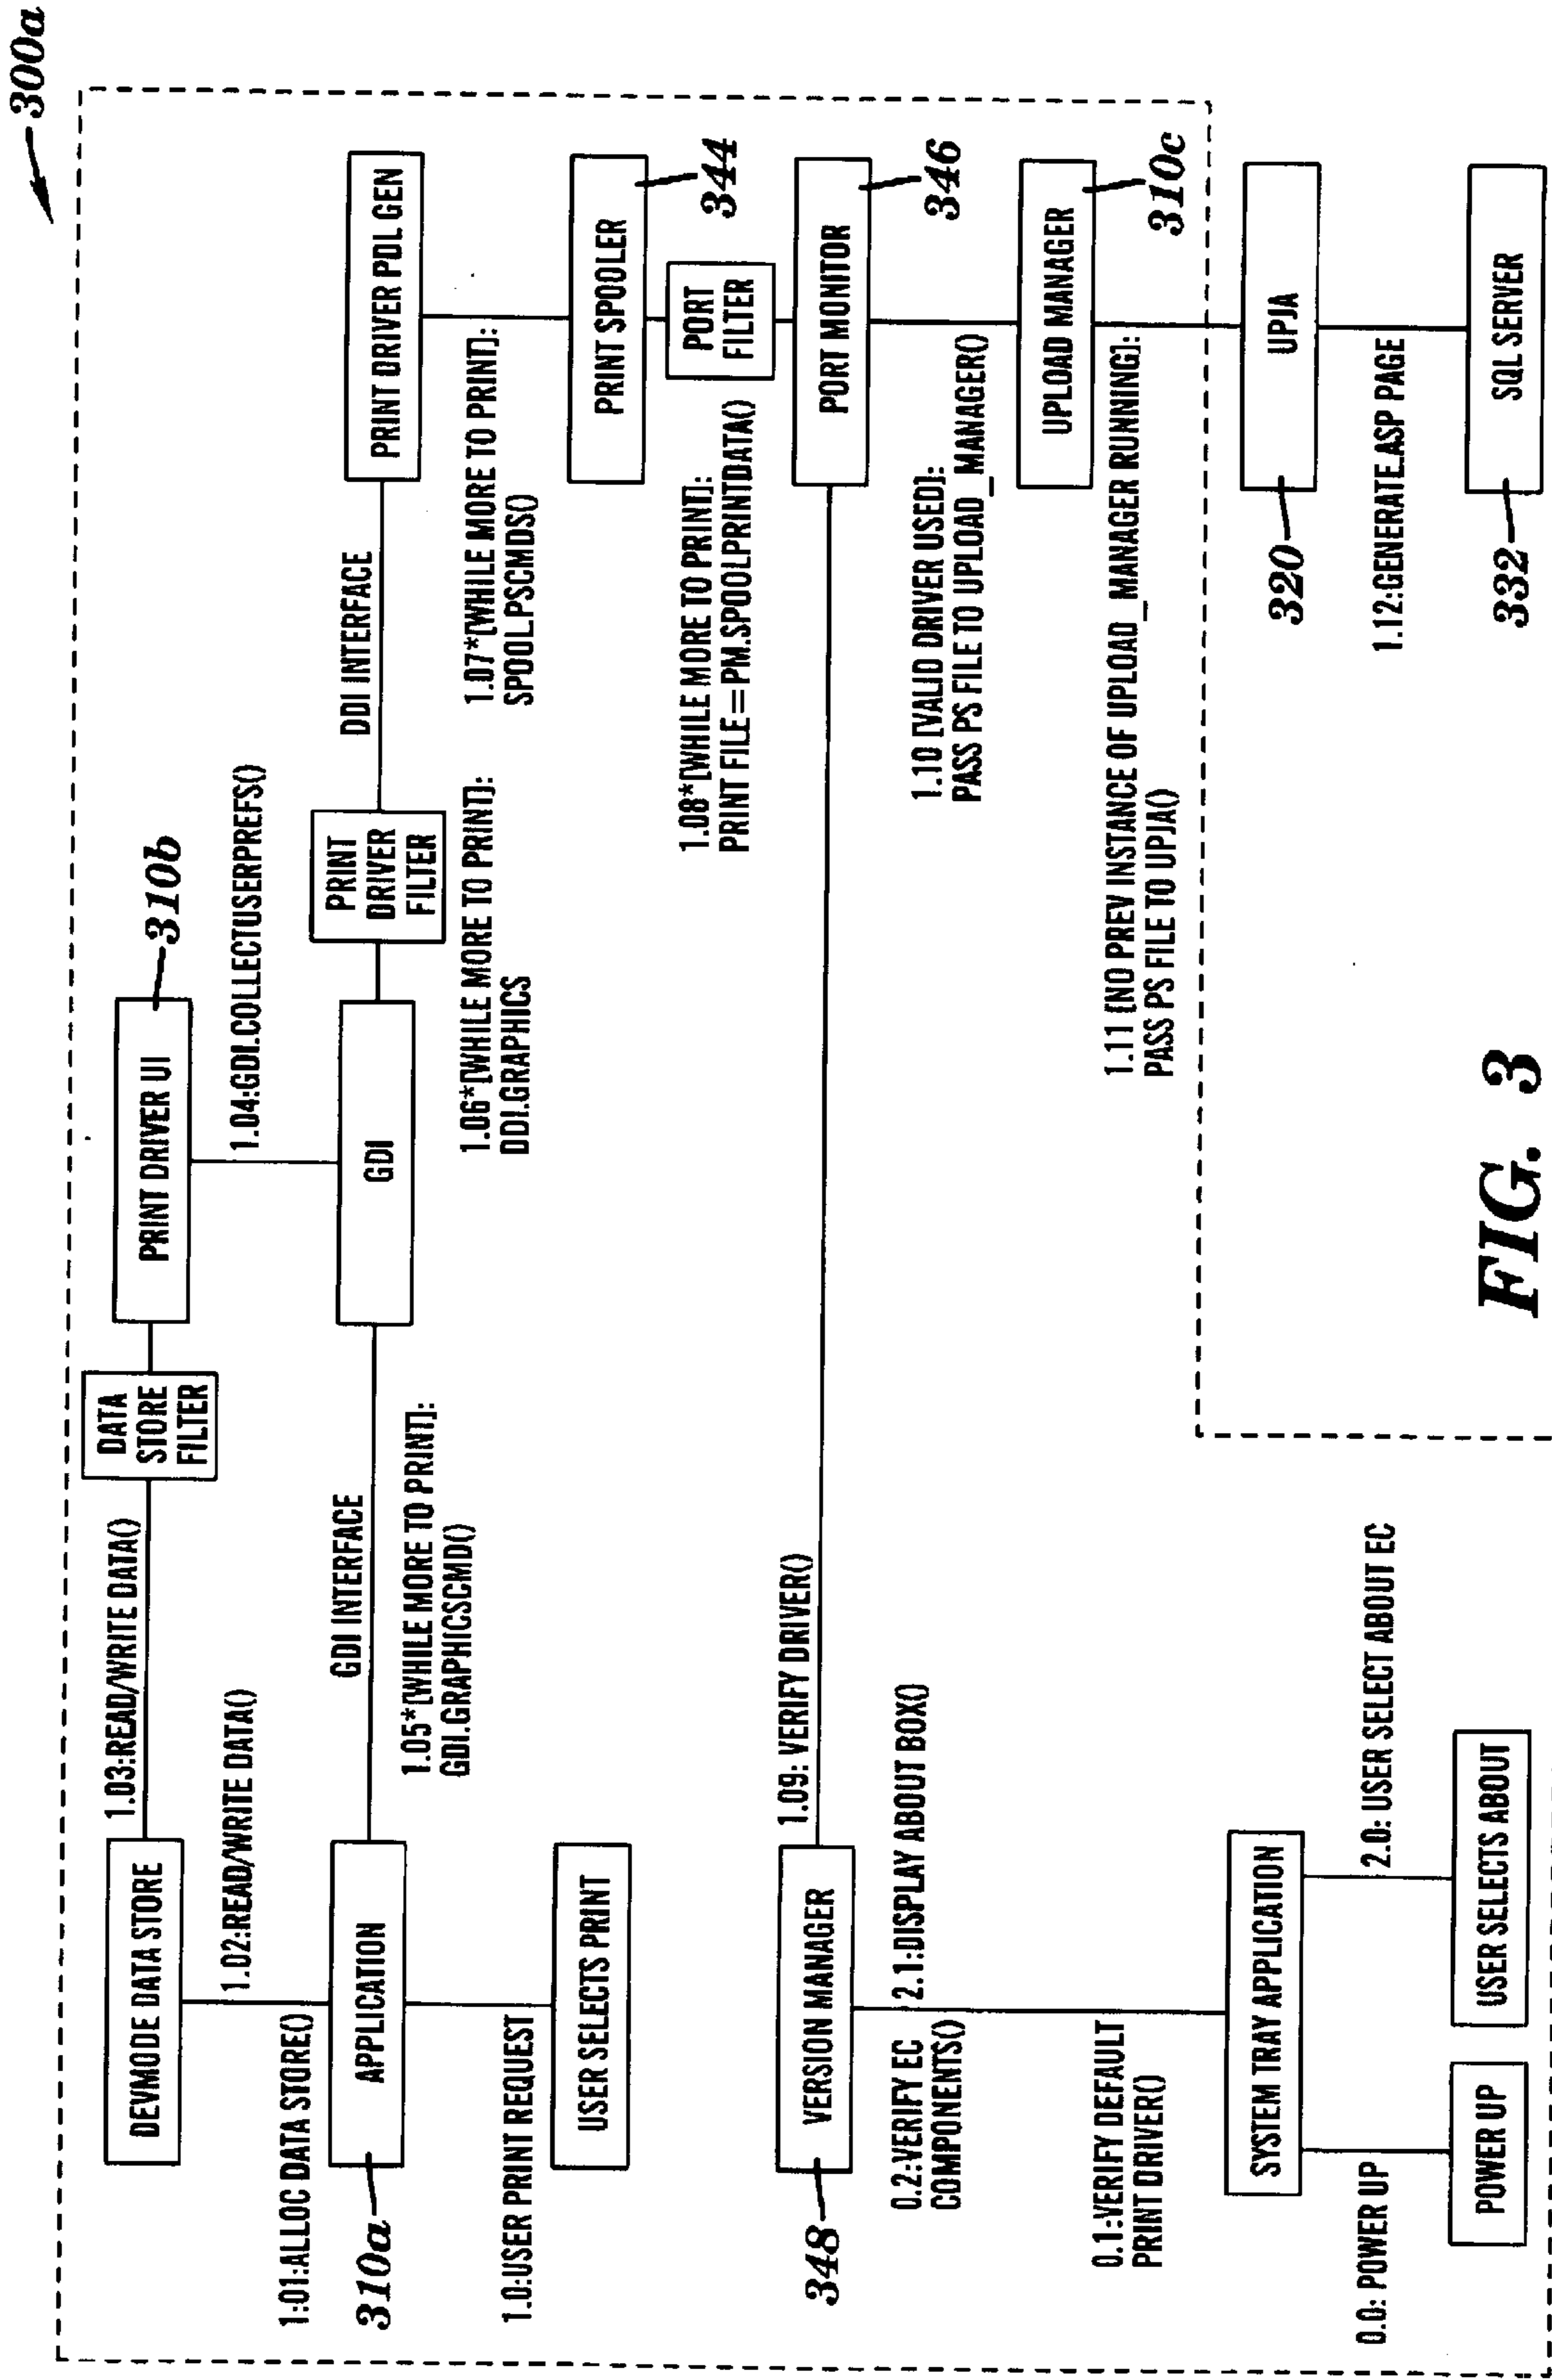 300a
DEVMODE DATA STORE
1.03:READ/WRITE DATA()
DATA
STORE
FILTER
PRINT DRIVER UI
310b
1:01:ALLOC DATA STORE()
1.02:READ/WRITE DATA()
1.04:GDI.COLLECTUSERPREFS()
310a
APPLICATION
GDI INTERFACE
1.05*[WHILE MORE TO PRINT]:
GDI.GRAPHICSCMD()
GDI
PRINT
DRIVER
FILTER
DDI INTERFACE
PRINT DRIVER PDL GEN
1.06*[WHILE MORE TO PRINT]:
DDI.GRAPHICS
1.07*[WHILE MORE TO PRINT]:
SPOOL.PSCMDS()
1.0:USER PRINT REQUEST
USER SELECTS PRINT
PRINT SPOOLER
344
PORT
FILTER
1.08*[WHILE MORE TO PRINT]:
PRINT FILE=PM.SPOOLPRINTDATA()
348
VERSION MANAGER
1.09: VERIFY DRIVER()
PORT MONITOR
346
0.2:VERIFY EC
COMPONENTS()
2.1:DISPLAY ABOUT BOX()
1.10 [VALID DRIVER USED]:
PASS PS FILE TO UPLOAD_MANAGER()
UPLOAD MANAGER
310c
0.1:VERIFY DEFAULT
PRINT DRIVER()
1.11 [NO PREV INSTANCE OF UPLOAD_MANAGER RUNNING]:
PASS PS FILE TO UPJA()
SYSTEM TRAY APPLICATION
320
UPJA
0.0: POWER UP
2.0: USER SELECT ABOUT EC
1.12:GENERATE.ASP PAGE
POWER UP
USER SELECTS ABOUT
332
SQL SERVER
FIG. 3